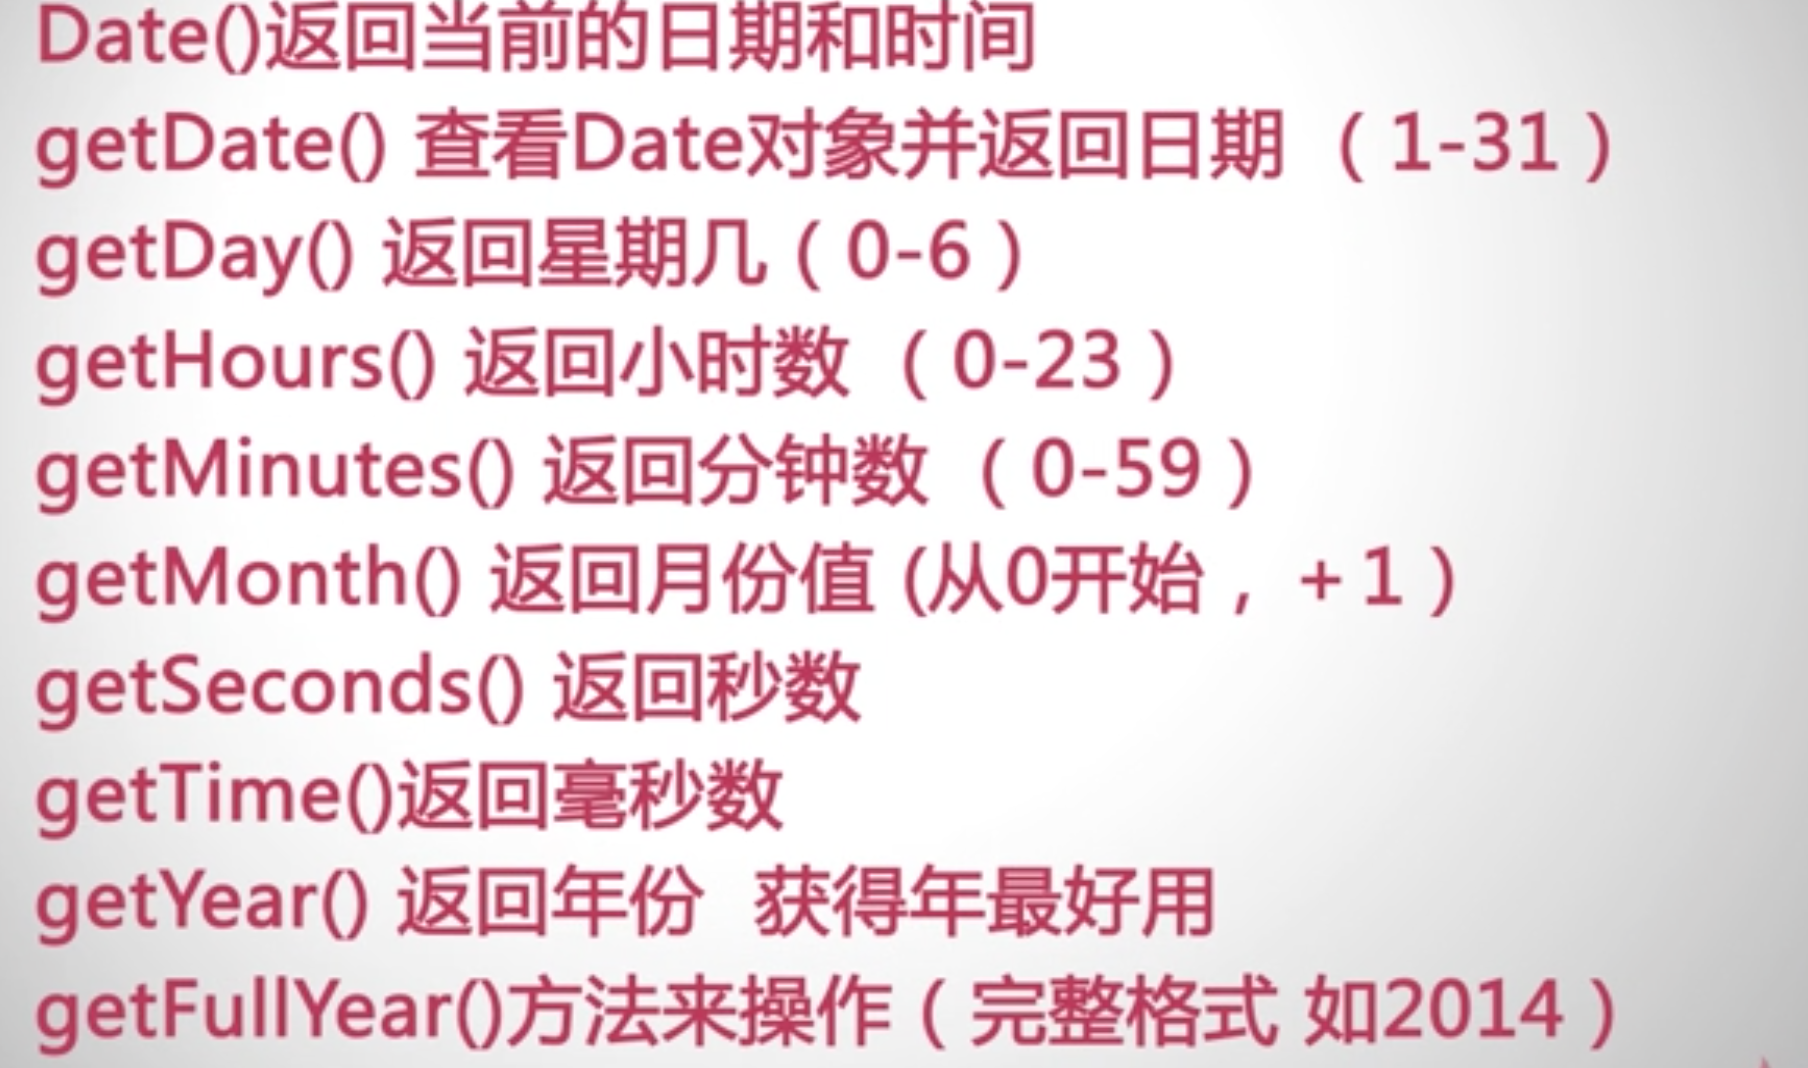 Date()返回当前的日期和时间
getDate() 查看Date对象并返回日期 （1-31）
getDay() 返回星期几（0-6）
getHours() 返回小时数 （0-23）
getMinutes() 返回分钟数 （0-59）
getMonth() 返回月份值 (从0开始，+1）
getSeconds() 返回秒数
getTime()返回毫秒数
getYear() 返回年份 获得年最好用
getFullYear()方法来操作（完整格式 如2014）